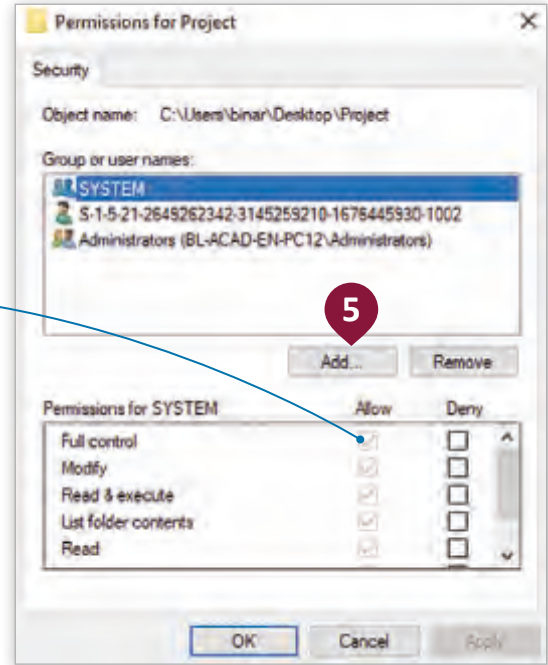 Permissions for Project
Security
Object name: C:\Users\binar\Desktop\Project
Group or user names:
SYSTEM
S-1-5-21-2649262342-3145259210-1676445930-1002
Administrators (BL-ACAD-EN-PC12\Administrators)
5
Add... Remove
Permissions for SYSTEM Allow Deny
Full control
Modify
Read & execute
List folder contents
Read
OK Cancel Apply